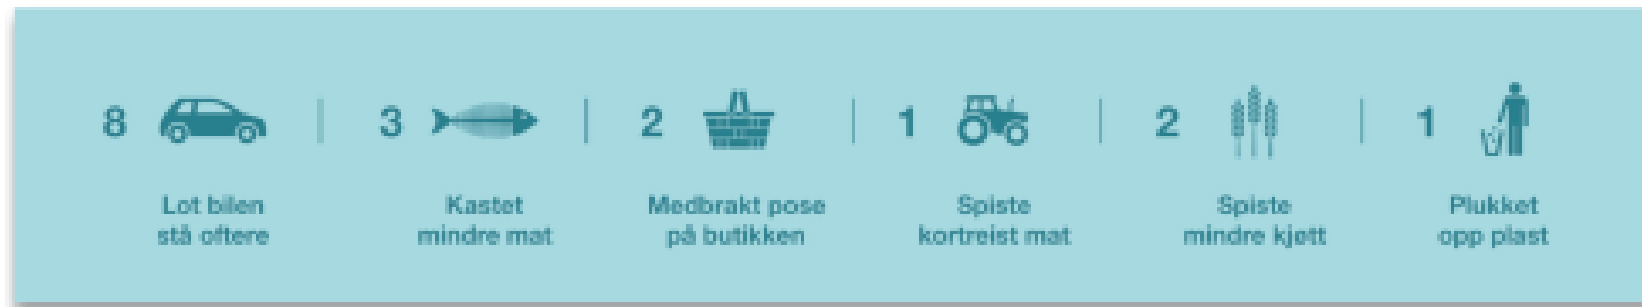 8
Lot bilen
stå oftere
3
Kastet
mindre mat
2
Medbrakt pose
på butikken
1
Spiste
kortreist mat
2
Spiste
mindre kjøtt
1
Plukket
opp plast